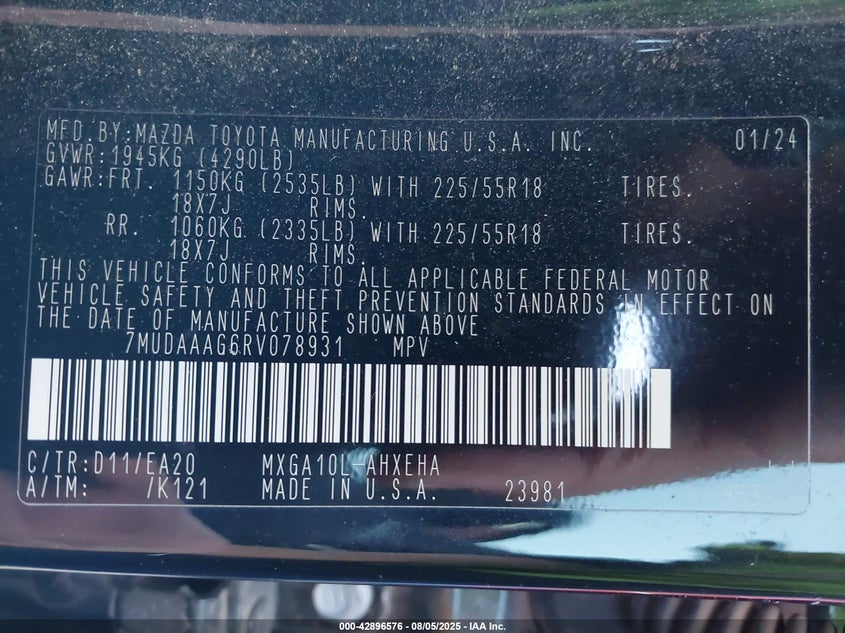 MFD.BY:MAZDA TOYOTA MANUFACTURING U.S.A. INC. 01/24
GVWR:1945KG (4290LB)
GAWR:FRT. 1150KG (2535LB) WITH 225/55R18 TIRES.
18X7J RIMS.
RR. 1060KG (2335LB) WITH 225/55R18 TIRES.
18X7J RIMS.
THIS VEHICLE CONFORMS TO ALL APPLICABLE FEDERAL MOTOR
VEHICLE SAFETY AND THEFT PREVENTION STANDARDS IN EFFECT ON
THE DATE OF MANUFACTURE SHOWN ABOVE
7MUDAAAG6RV078931 MPV
C/TR:D11/EA20 MXGA10L-AHXEHA
A/TM: /K121 MADE IN U.S.A. 23981
000-42896576 - 08/05/2025 - IAA Inc.